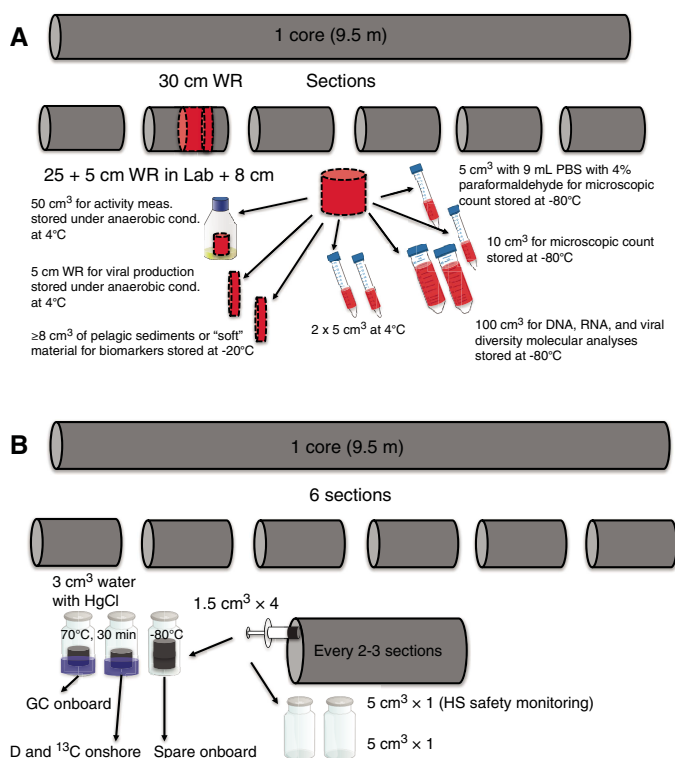 A
1 core (9.5 m)
30 cm WR
Sections
25 + 5 cm WR in Lab + 8 cm
50 cm³ for activity meas.
stored under anaerobic cond.
at 4°C
5 cm WR for viral production
stored under anaerobic cond.
at 4°C
≥8 cm³ of pelagic sediments or “soft”
material for biomarkers stored at -20°C
2 x 5 cm³ at 4°C
5 cm³ with 9 mL PBS with 4%
paraformaldehyde for microscopic
count stored at -80°C
10 cm³ for microscopic count
stored at -80°C
100 cm³ for DNA, RNA, and viral
diversity molecular analyses
stored at -80°C
B
1 core (9.5 m)
6 sections
3 cm³ water
with HgCl
70°C, 30 min
-80°C
1.5 cm³ × 4
Every 2-3 sections
GC onboard
D and ¹³C onshore
Spare onboard
5 cm³ × 1 (HS safety monitoring)
5 cm³ × 1